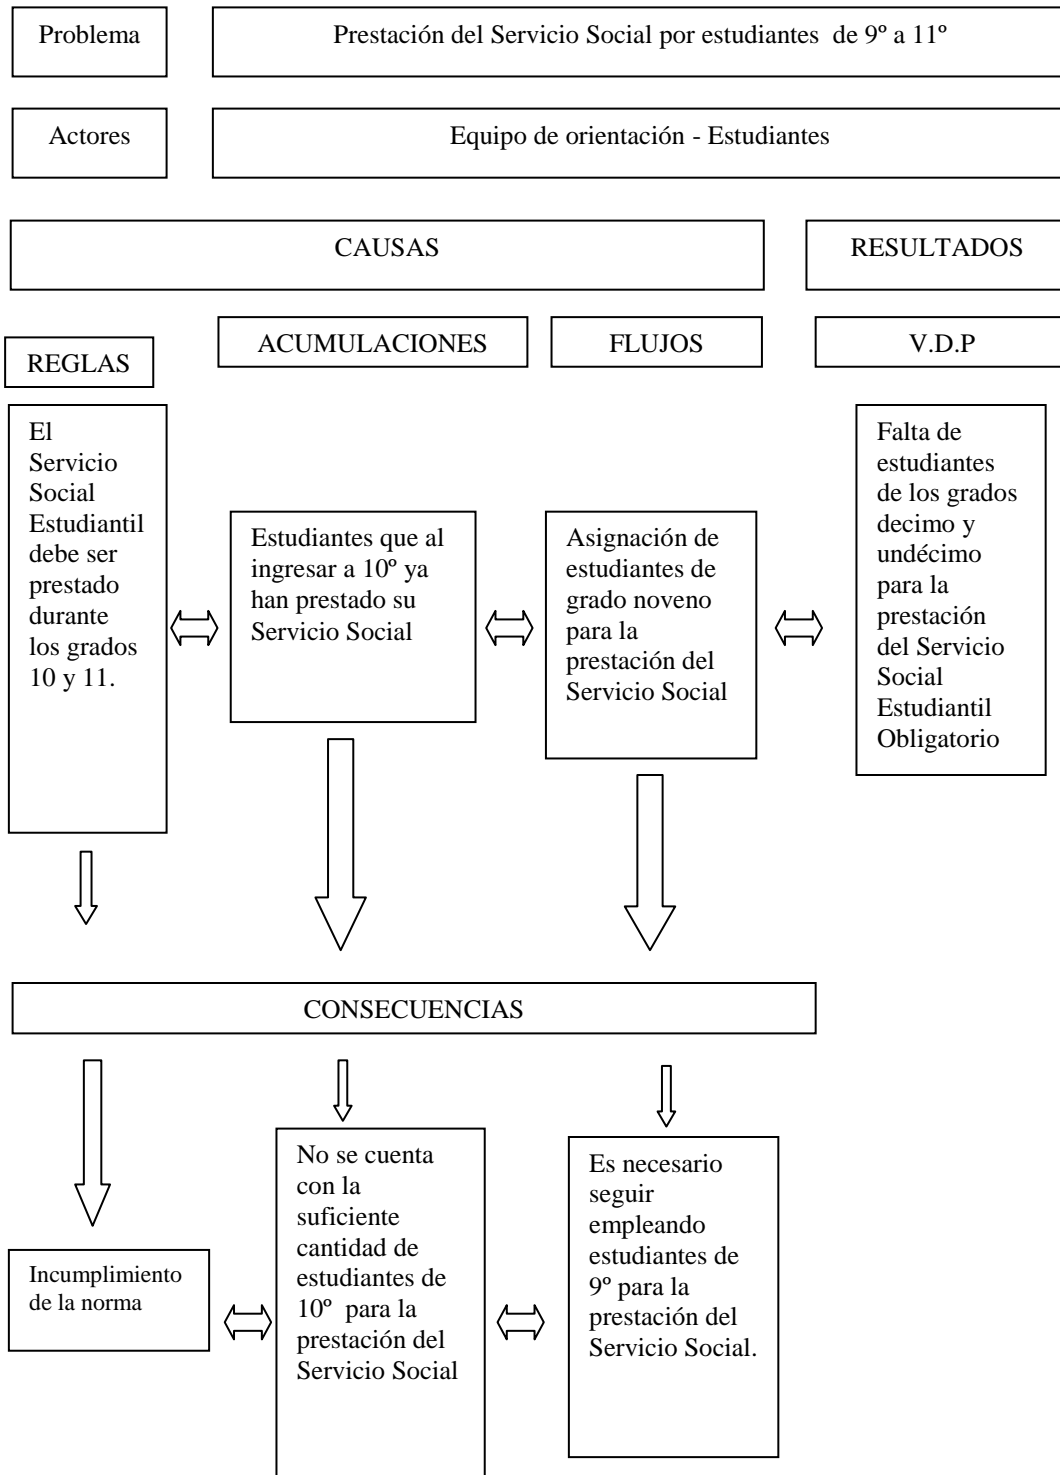 Problema
Prestación del Servicio Social por estudiantes de 9º a 11º
Actores
Equipo de orientación - Estudiantes
CAUSAS
RESULTADOS
REGLAS
ACUMULACIONES
FLUJOS
V.D.P
El
Servicio
Social
Estudiantil
debe ser
prestado
durante
los grados
10 y 11.
Estudiantes que al
ingresar a 10º ya
han prestado su
Servicio Social
Asignación de
estudiantes de
grado noveno
para la
prestación del
Servicio Social
Falta de
estudiantes
de los grados
decimo y
undécimo
para la
prestación
del Servicio
Social
Estudiantil
Obligatorio
CONSECUENCIAS
Incumplimiento
de la norma
No se cuenta
con la
suficiente
cantidad de
estudiantes de
10º para la
prestación del
Servicio Social
Es necesario
seguir
empleando
estudiantes de
9º para la
prestación del
Servicio Social.